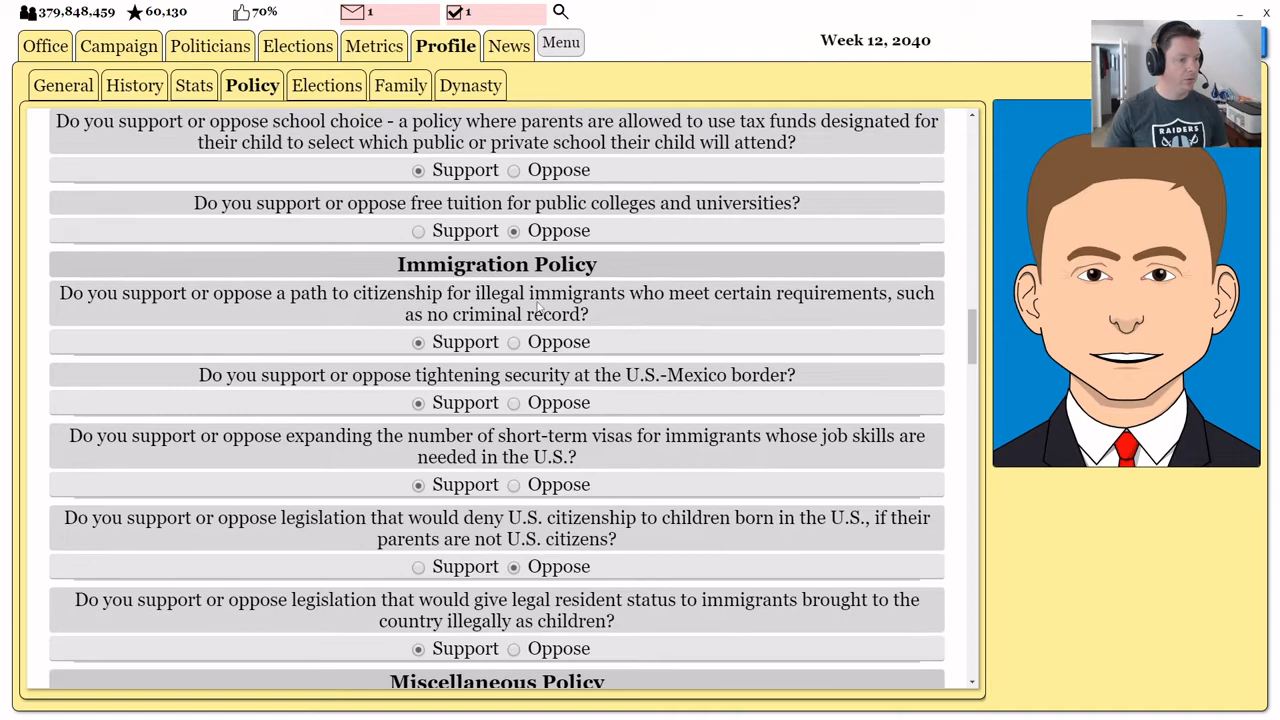 379,848,459 60,130 70% 1 1
Office Campaign Politicians Elections Metrics Profile News Menu
Week 12, 2040
_ X
General History Stats Policy Elections Family Dynasty
Do you support or oppose school choice - a policy where parents are allowed to use tax funds designated for
their child to select which public or private school their child will attend?
Support Oppose
Do you support or oppose free tuition for public colleges and universities?
Support Oppose
Immigration Policy
Do you support or oppose a path to citizenship for illegal immigrants who meet certain requirements, such
as no criminal record?
Support Oppose
Do you support or oppose tightening security at the U.S.-Mexico border?
Support Oppose
Do you support or oppose expanding the number of short-term visas for immigrants whose job skills are
needed in the U.S.?
Support Oppose
Do you support or oppose legislation that would deny U.S. citizenship to children born in the U.S., if their
parents are not U.S. citizens?
Support Oppose
Do you support or oppose legislation that would give legal resident status to immigrants brought to the
country illegally as children?
Support Oppose
Miscellaneous Policy
RAIDERS